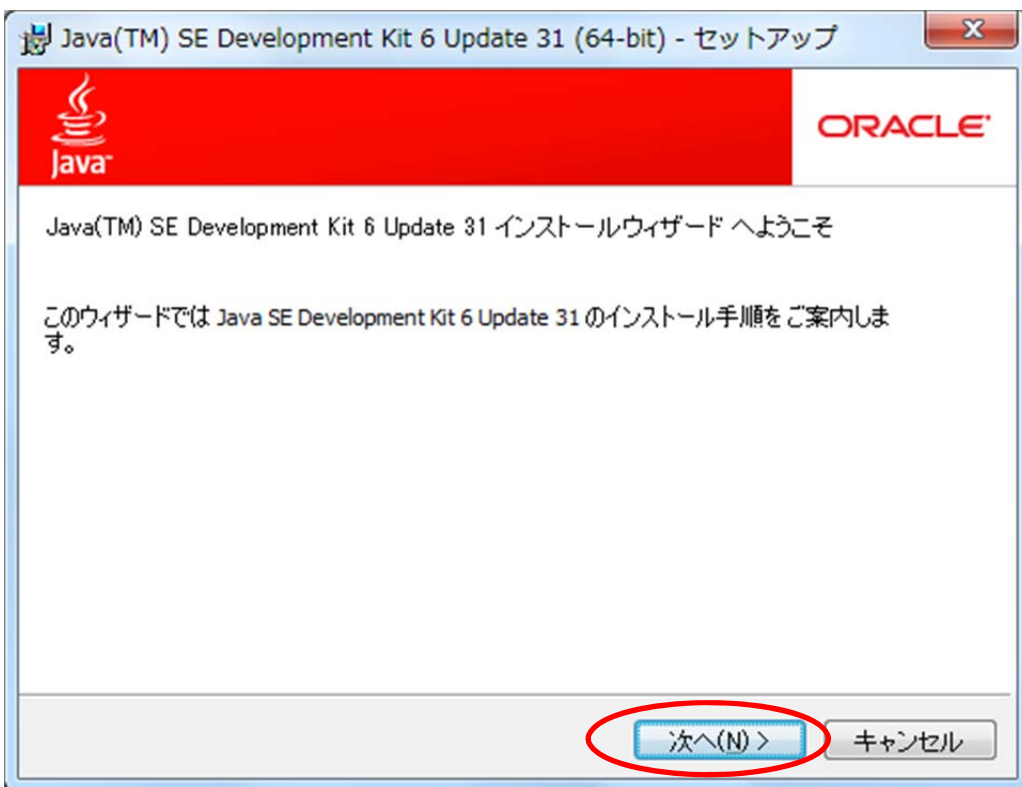 Java(TM) SE Development Kit 6 Update 31 (64-bit) - セットアップ
Java™
ORACLE®
Java(TM) SE Development Kit 6 Update 31 インストールウィザード へようこそ
このウィザードでは Java SE Development Kit 6 Update 31 のインストール手順をご案内しま
す。
次へ(N) >
キャンセル